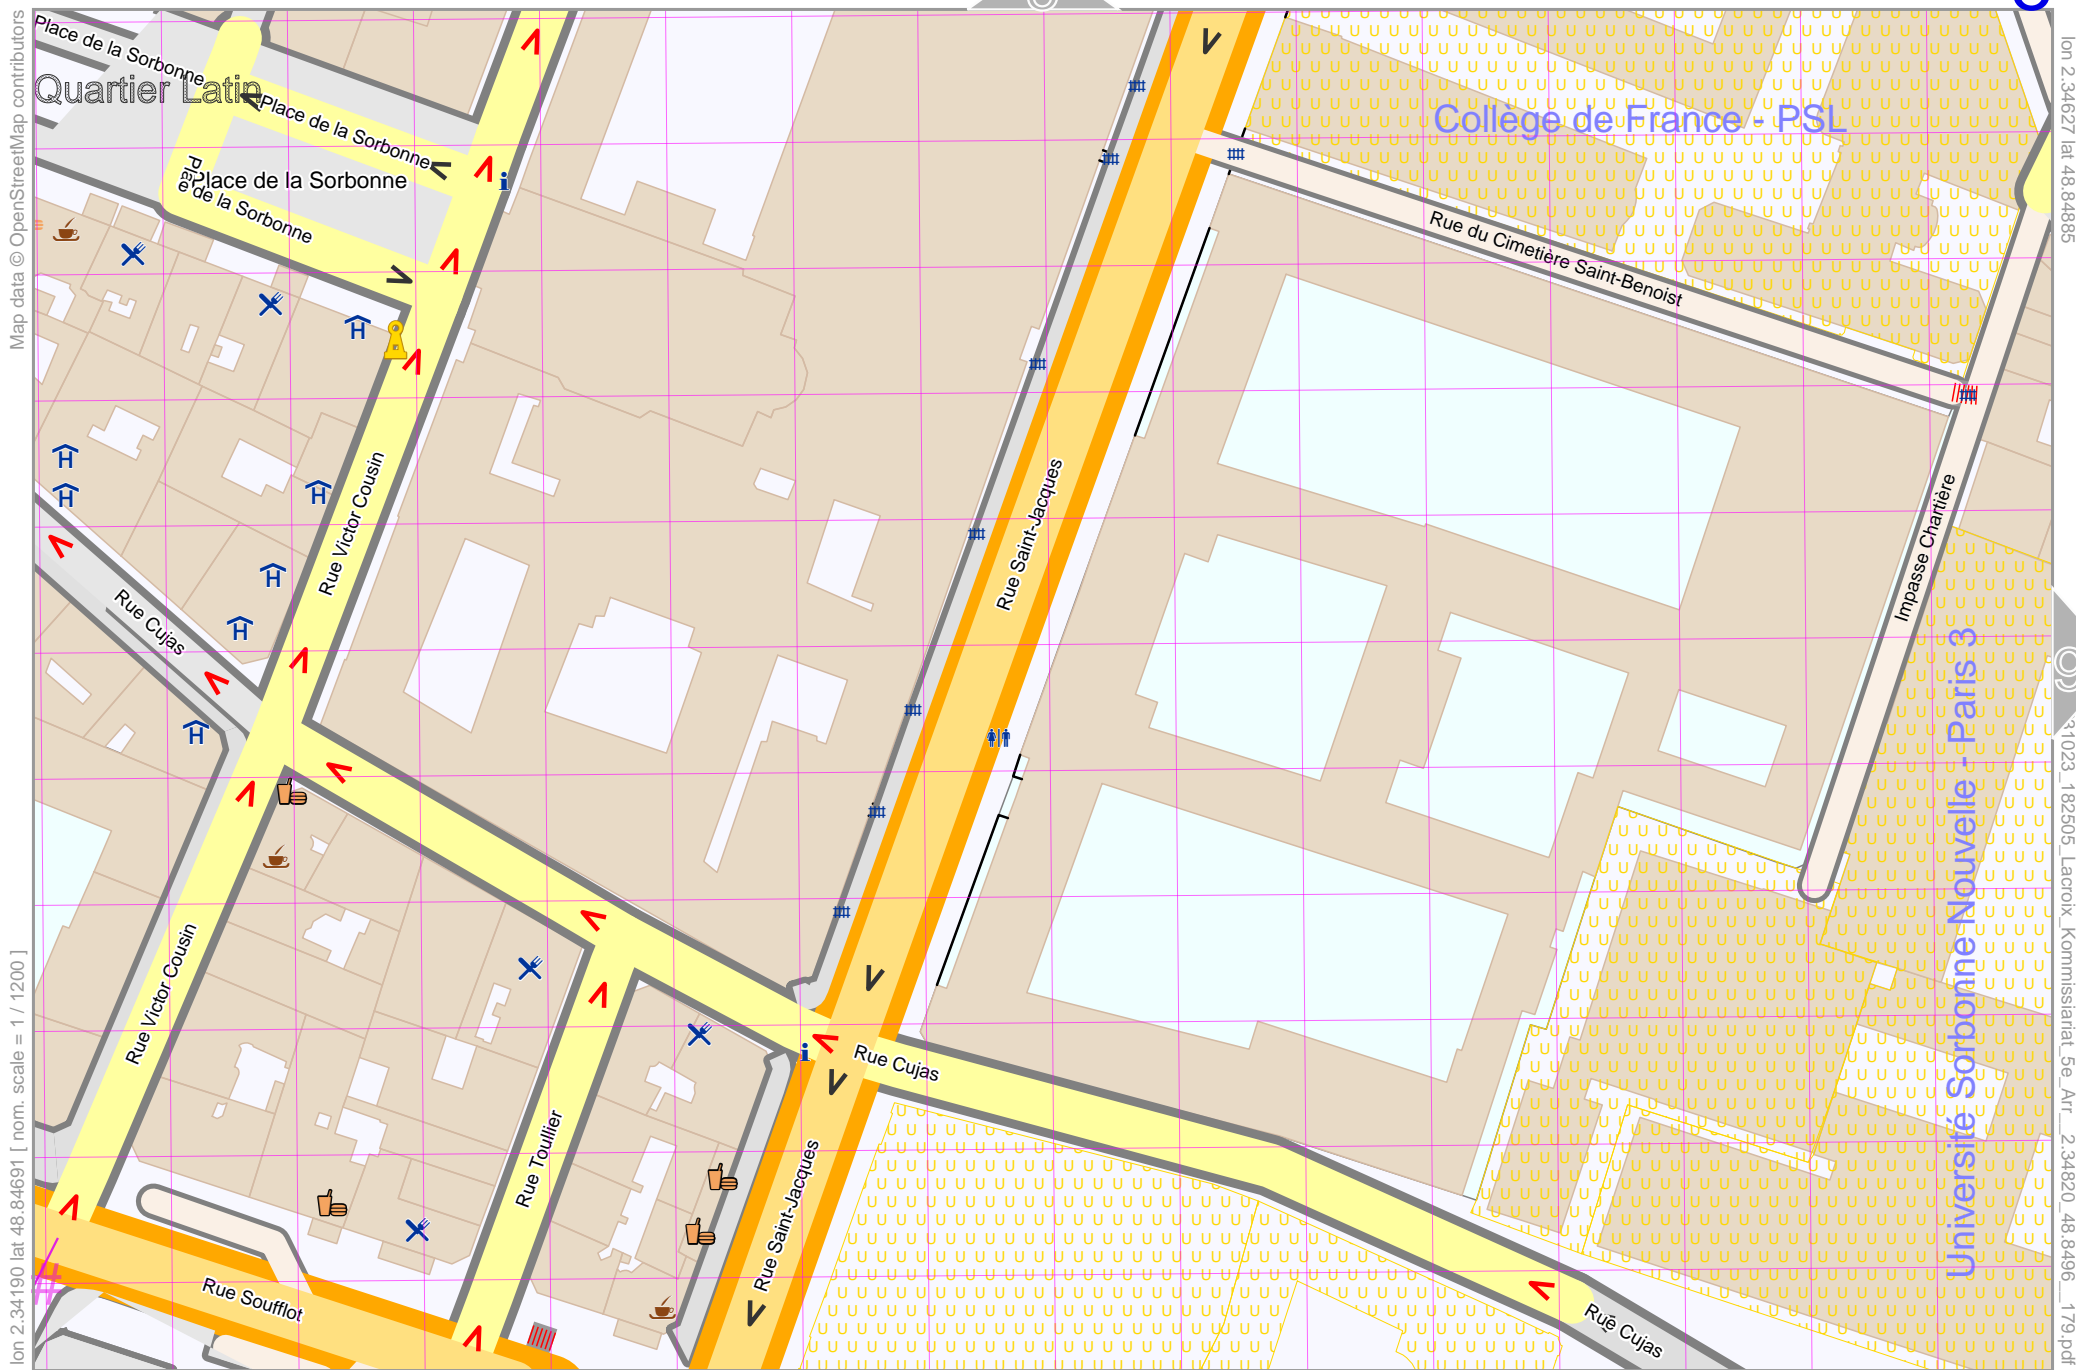 Map data © OpenStreetMap contributors
lon 2.34190 lat 48.84691 [ nom. scale = 1 / 1200 ]
lon 2.34627 lat 48.84885
Place de la Sorbonne
Quartier Latin
Place de la Sorbonne
Place de la Sorbonne
de la Sorbonne
Collège de France - PSL
Rue du Cimetière Saint-Benoist
Rue Victor Cousin
Rue Saint-Jacques
Impasse Chartière
Rue Cujas
Université Sorbonne Nouvelle - Paris 3
Rue Victor Cousin
Rue Cujas
Rue Toullier
Rue Saint-Jacques
Rue Soufflot
Rue Cujas
31023_182505_Lacroix_Kommissiariat_5e_Arr__2.34820_48.8496__179.pdf